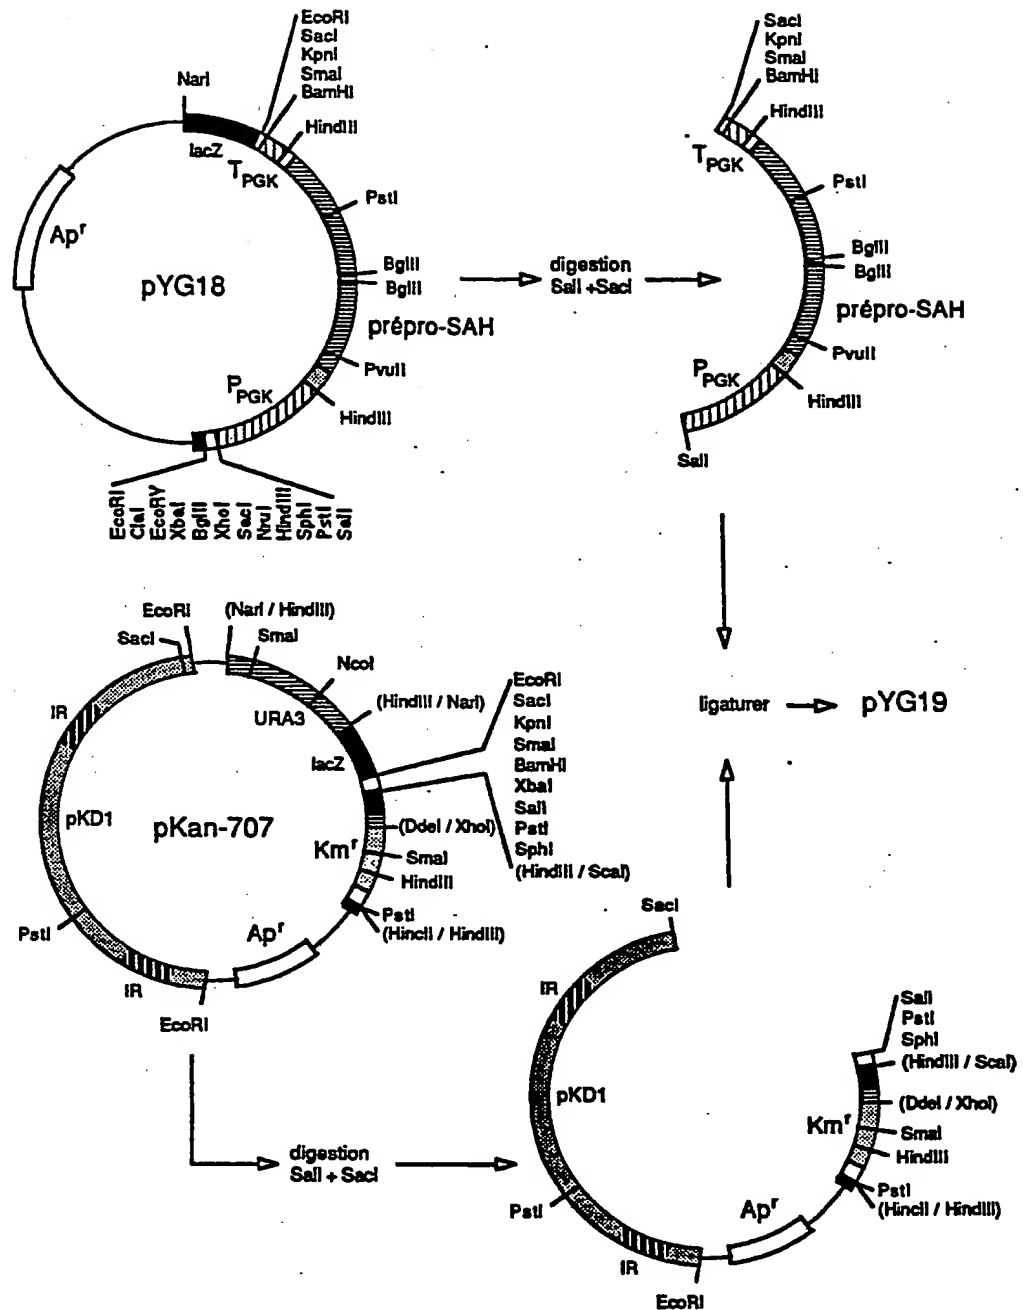 EcoRI
SacI
KpnI
SmaI
BamHI
NarI
HindIII
lacZ
TPGK
PstI
Apr
BglII
BglII
pYG18
prépro-SAH
PvuII
PPGK
HindIII
EcoRI
ClaI
EcoRV
XbaI
BglII
XhoI
SacI
NruI
HindIII
SphI
PstI
SalI
digestion
SalI +SacI
SacI
KpnI
SmaI
BamHI
HindIII
TPGK
PstI
BglII
BglII
prépro-SAH
PvuII
PPGK
HindIII
SalI
ligaturer
pYG19
EcoRI
(NarI / HindIII)
SacI
SmaI
NcoI
IR
(HindIII / NarI)
URA3
lacZ
EcoRI
SacI
KpnI
SmaI
BamHI
XbaI
SalI
PstI
SphI
(HindIII / ScaI)
pKD1
pKan-707
(DdeI / XhoI)
Kmr
SmaI
HindIII
PstI
(HincII / HindIII)
PstI
Apr
IR
EcoRI
digestion
SalI + SacI
SacI
IR
SalI
PstI
SphI
(HindIII / ScaI)
pKD1
(DdeI / XhoI)
Kmr
SmaI
HindIII
PstI
(HincII / HindIII)
PstI
Apr
IR
EcoRI